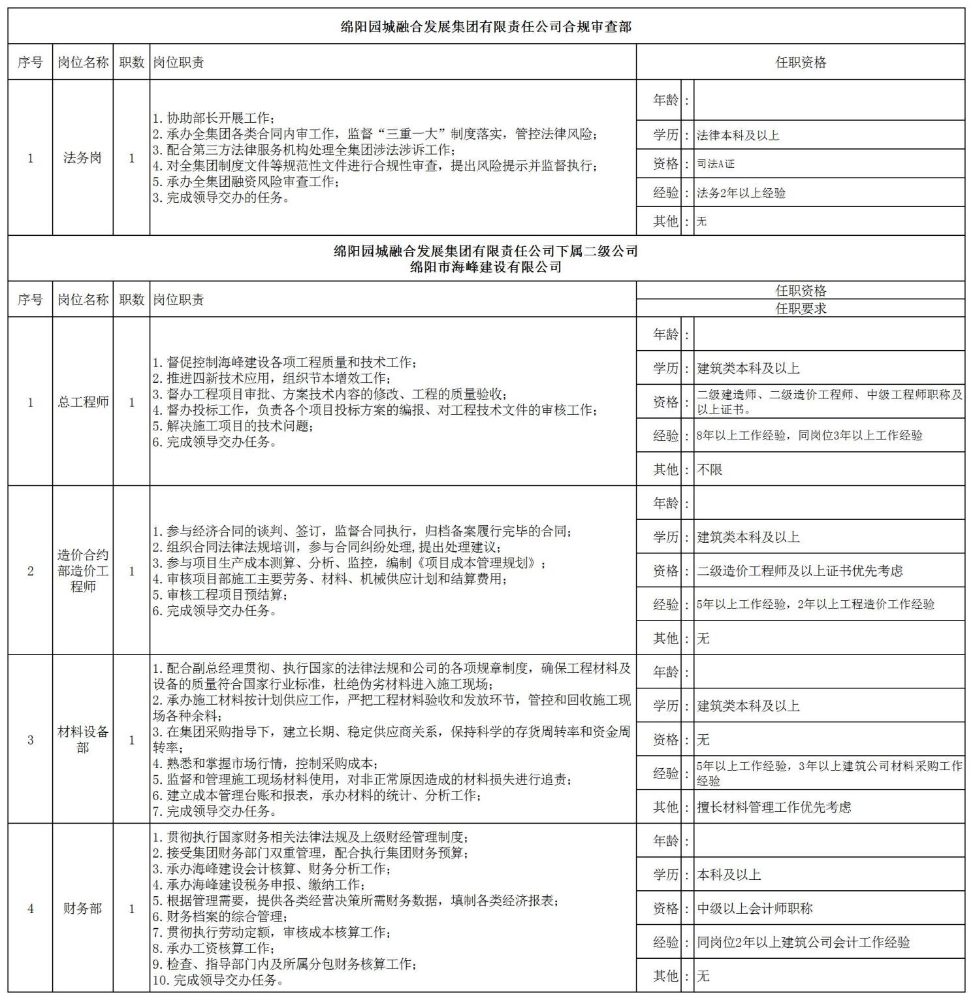 绵阳园城融合发展集团有限责任公司合规审查部
序号 岗位名称 职数 岗位职责 任职资格
1 法务岗 1
1.协助部长开展工作；
2.承办全集团各类合同内审工作，监督“三重一大”制度落实，管控法律风险；
3.配合第三方法律服务机构处理全集团涉法涉诉工作；
4.对全集团制度文件等规范性文件进行合规性审查，提出风险提示并监督执行；
5.承办全集团融资风险审查工作；
3.完成领导交办的任务。
年龄：
学历：法律本科及以上
资格：司法A证
经验：法务2年以上经验
其他：无
绵阳园城融合发展集团有限责任公司下属二级公司
绵阳市海峰建设有限公司
序号 岗位名称 职数 岗位职责 任职资格
任职要求
1 总工程师 1
1.督促控制海峰建设各项工程质量和技术工作；
2.推进四新技术应用，组织节本增效工作；
3.督办工程项目审批、方案技术内容的修改、工程的质量验收；
4.督办投标工作，负责各个项目投标方案的编报、对工程技术文件的审核工作；
5.解决施工项目的技术问题；
6.完成领导交办任务。
年龄：
学历：建筑类本科及以上
资格：二级建造师、二级造价工程师、中级工程师职称及
以上证书。
经验：8年以上工作经验，同岗位3年以上工作经验
其他：不限
2 造价合约
部造价工
程师 1
1.参与经济合同的谈判、签订，监督合同执行，归档备案履行完毕的合同；
2.组织合同法律法规培训，参与合同纠纷处理,提出处理建议；
3.参与项目生产成本测算、分析、监控，编制《项目成本管理规划》；
4.审核项目部施工主要劳务、材料、机械供应计划和结算费用；
5.审核工程项目预结算；
6.完成领导交办任务。
年龄：
学历：建筑类本科及以上
资格：二级造价工程师及以上证书优先考虑
经验：5年以上工作经验，2年以上工程造价工作经验
其他：无
3 材料设备
部 1
1.配合副总经理贯彻、执行国家的法律法规和公司的各项规章制度，确保工程材料及
设备的质量符合国家行业标准，杜绝伪劣材料进入施工现场；
2.承办施工材料按计划供应工作，严把工程材料验收和发放环节，管控和回收施工现
场各种余料；
3.在集团采购指导下，建立长期、稳定供应商关系，保持科学的存货周转率和资金周
转率；
4.熟悉和掌握市场行情，控制采购成本；
5.监督和管理施工现场材料使用，对非正常原因造成的材料损失进行追责；
6.建立成本管理台账和报表，承办材料的统计、分析工作；
7.完成领导交办任务。
年龄：
学历：建筑类本科及以上
资格：无
经验：5年以上工作经验，3年以上建筑公司材料采购工作
经验
其他：擅长材料管理工作优先考虑
4 财务部 1
1.贯彻执行国家财务相关法律法规及上级财经管理制度；
2.接受集团财务部门双重管理，配合执行集团财务预算；
3.承办海峰建设会计核算、财务分析工作；
4.承办海峰建设税务申报、缴纳工作；
5.根据管理需要，提供各类经营决策所需财务数据，填制各类经济报表；
6.财务档案的综合管理；
7.贯彻执行劳动定额，审核成本核算工作；
8.承办工资核算工作；
9.检查、指导部门内及所属分包财务核算工作；
10.完成领导交办任务。
年龄：
学历：本科及以上
资格：中级以上会计师职称
经验：同岗位2年以上建筑公司会计工作经验
其他：无